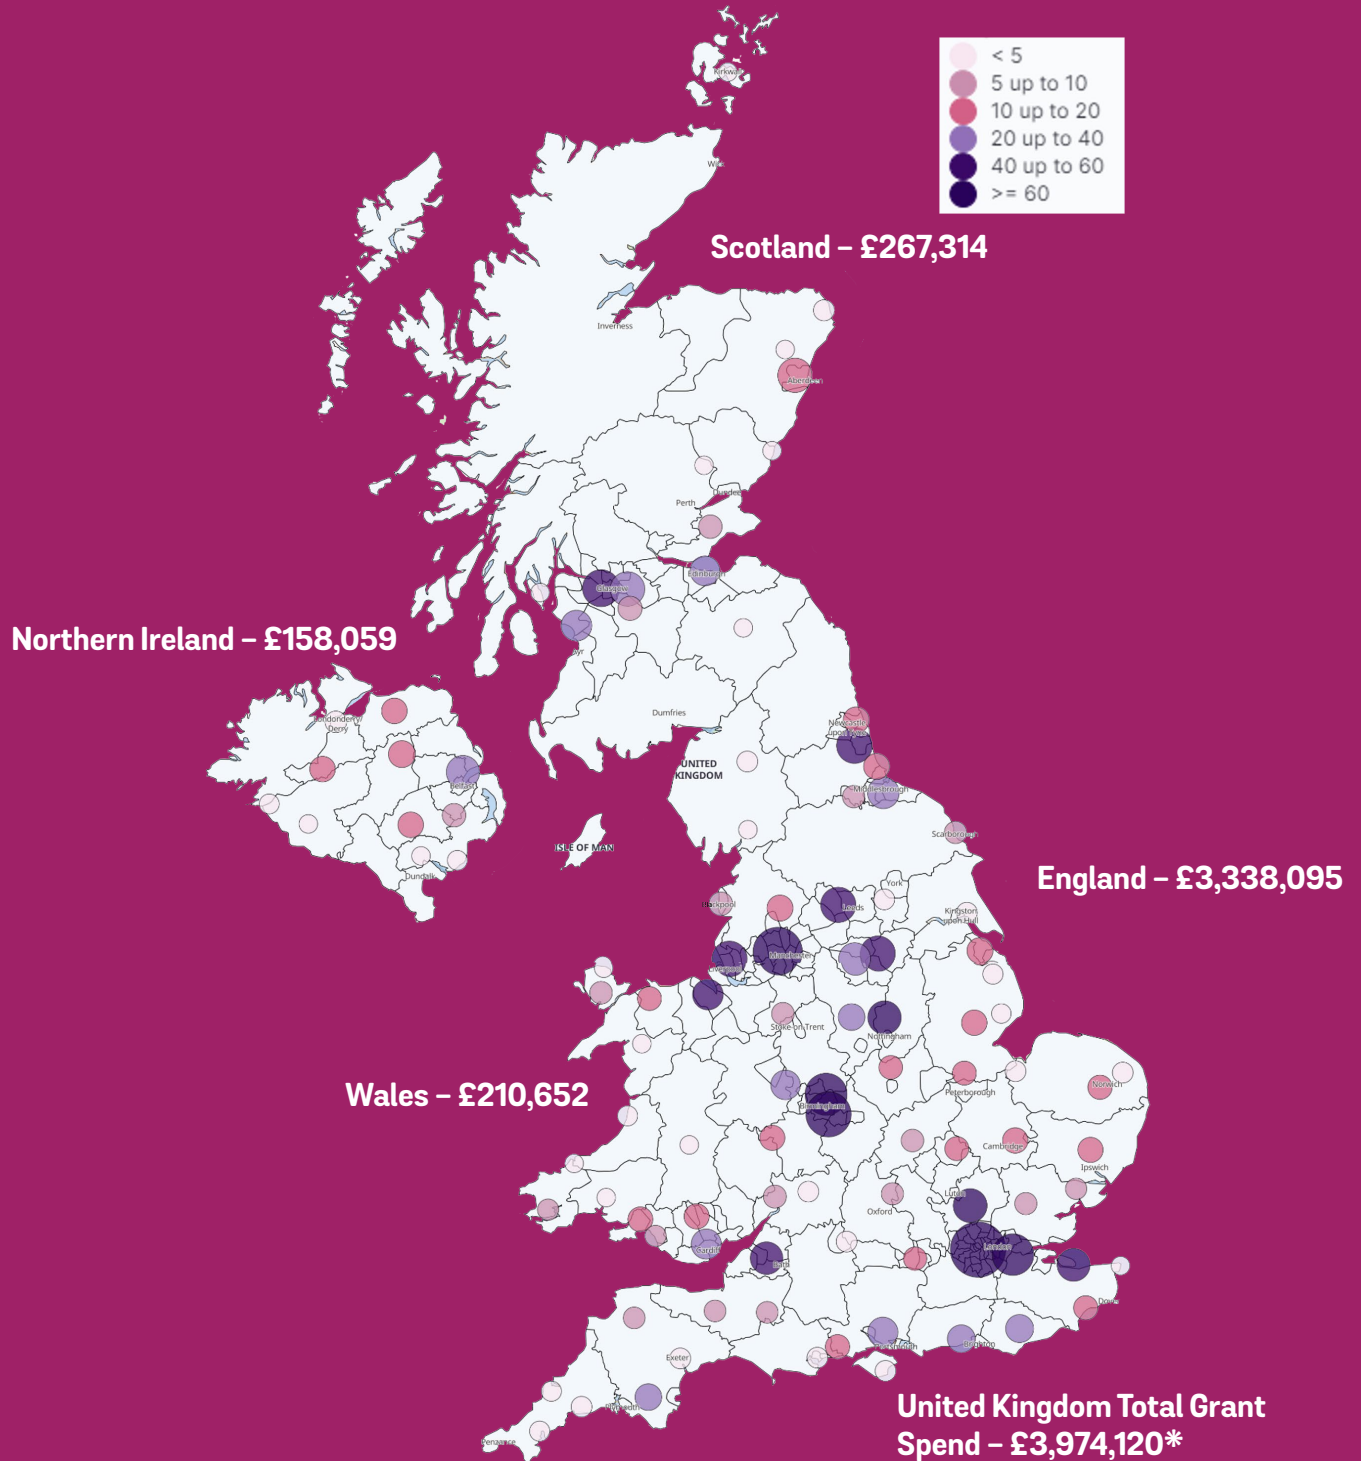 Kirkwall
< 5
5 up to 10
10 up to 20
20 up to 40
40 up to 60
>= 60
Wick
Scotland – £267,314
Inverness
Aberdeen
Dundee
Perth
Edinburgh
Glasgow
Northern Ireland – £158,059
Ayr
Dumfries
Londonderry/
Derry
Newcastle
upon Tyne
UNITED
KINGDOM
Belfast
Middlesbrough
Scarborough
ISLE OF MAN
Dundalk
England – £3,338,095
York
Blackpool
Leeds
Kingston
upon Hull
Manchester
Liverpool
Stoke-on-Trent
Nottingham
Wales – £210,652
Norwich
Peterborough
Birmingham
Cambridge
Ipswich
Luton
Oxford
London
Cardiff
Bath
Dover
Portsmouth
Brighton
Exeter
Plymouth
Penzance
United Kingdom Total Grant
Spend – £3,974,120*